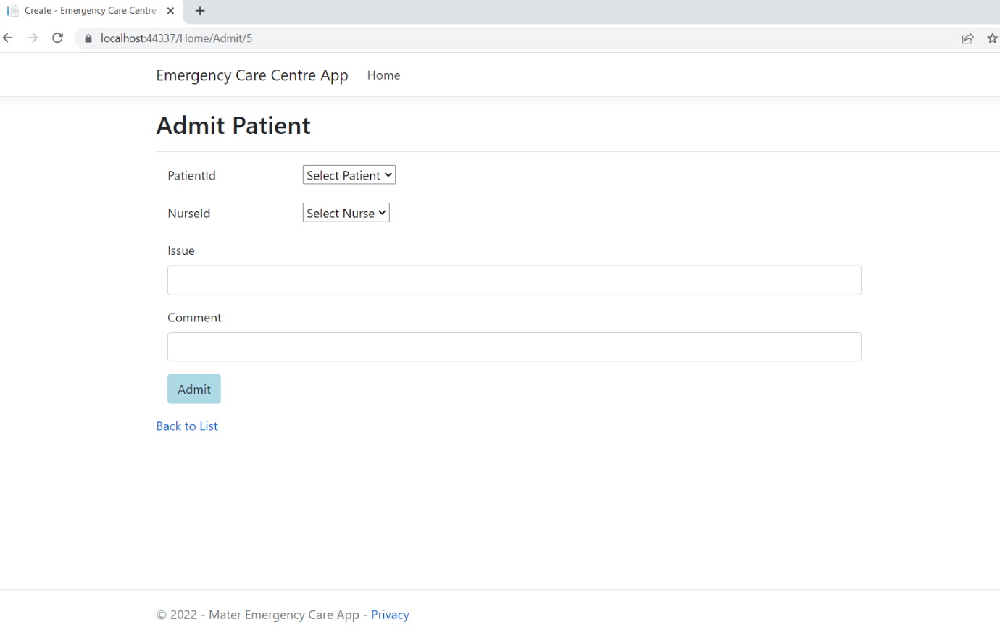 Create - Emergency Care Centre
localhost:44337/Home/Admit/5
Emergency Care Centre App Home
Admit Patient
PatientId Select Patient
NurseId Select Nurse
Issue
Comment
Admit
Back to List
© 2022 - Mater Emergency Care App - Privacy